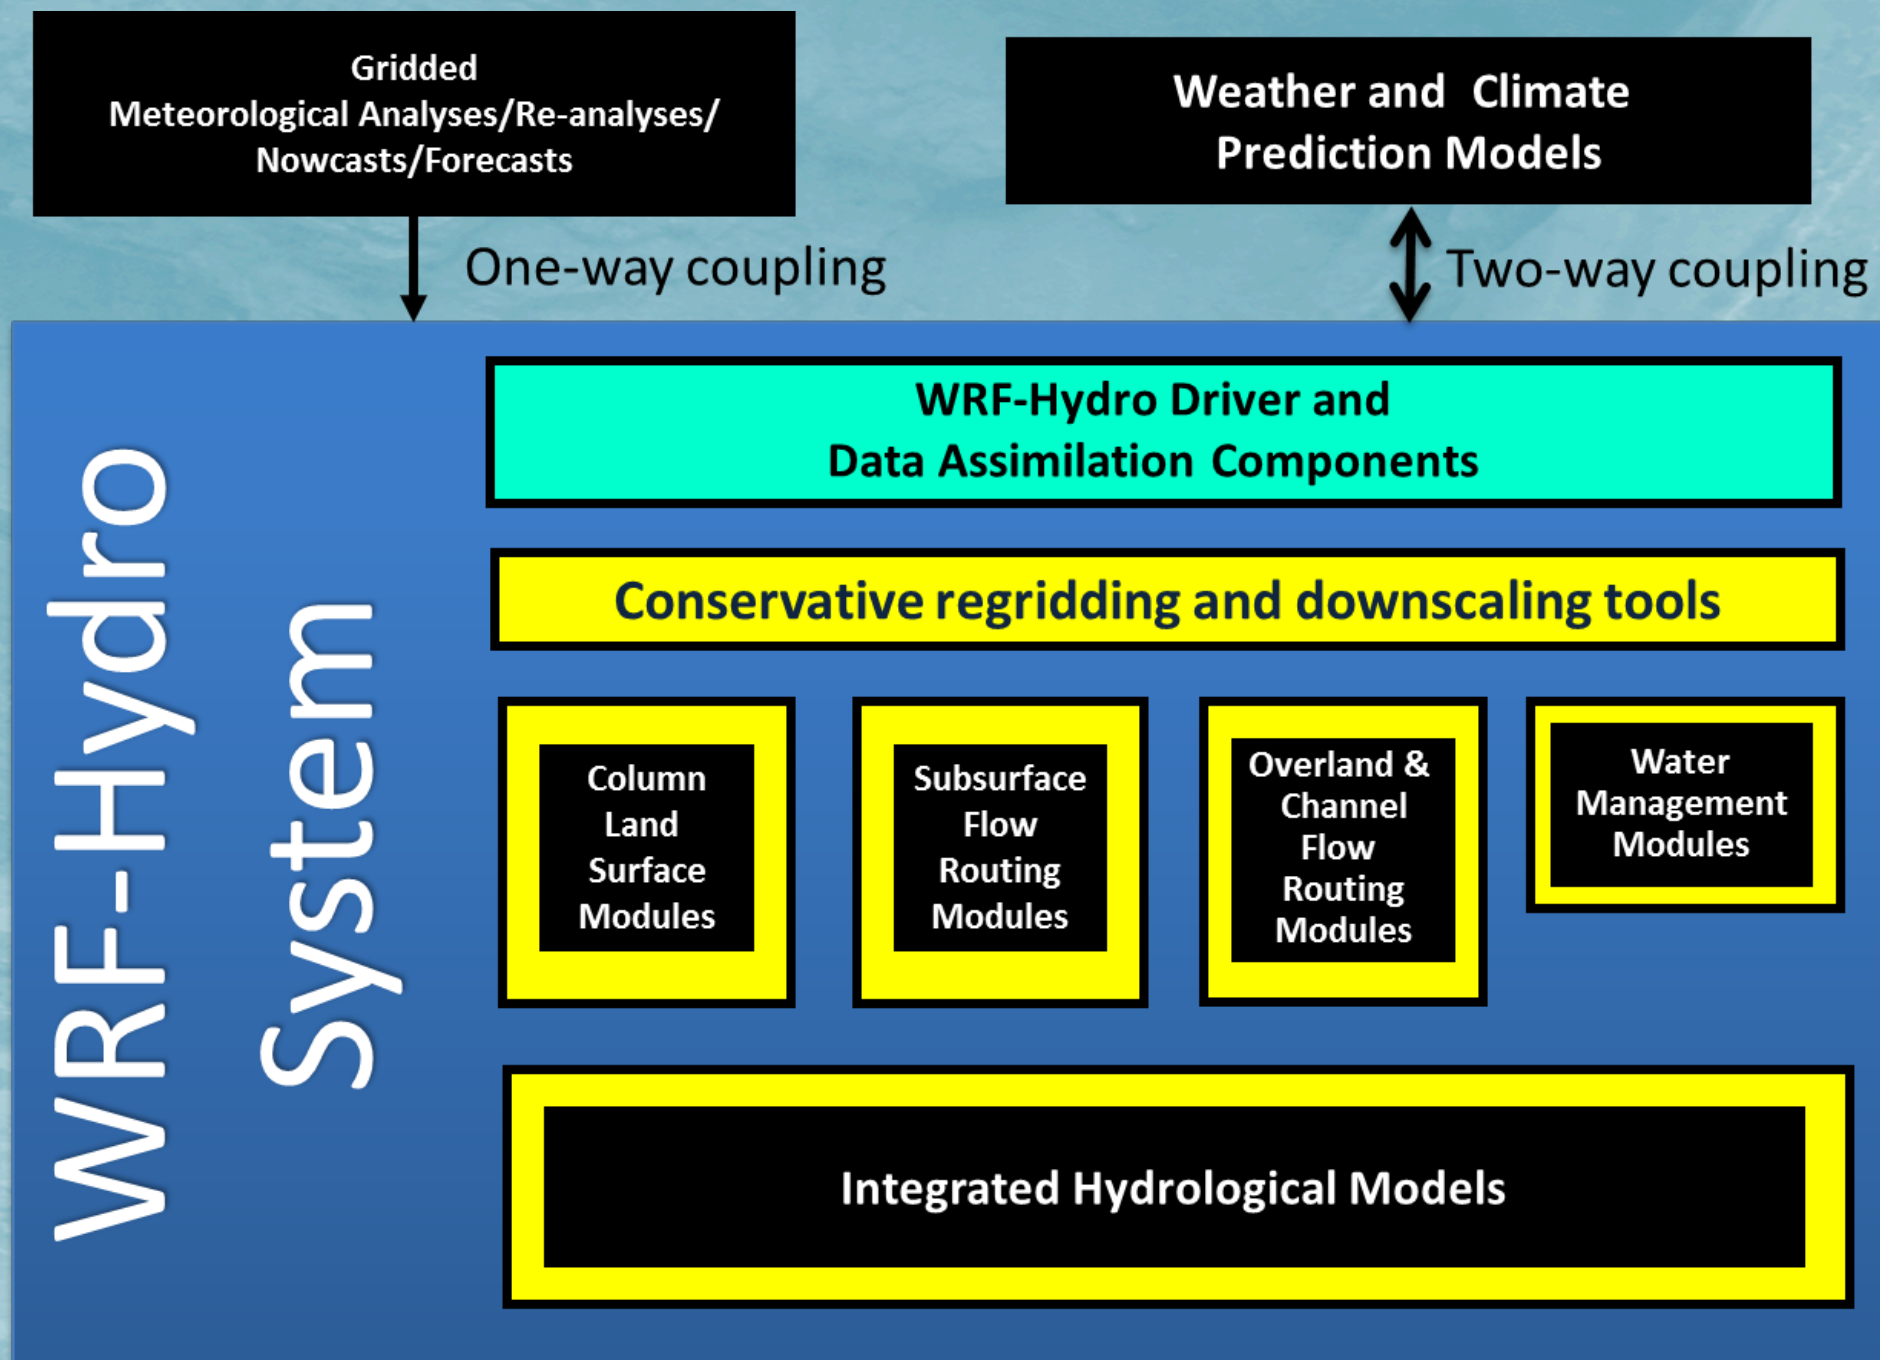 Gridded
Meteorological Analyses/Re-analyses/
Nowcasts/Forecasts
Weather and Climate
Prediction Models
One-way coupling
Two-way coupling
WRF-Hydro
System
WRF-Hydro Driver and
Data Assimilation Components
Conservative regridding and downscaling tools
Column
Land
Surface
Modules
Subsurface
Flow
Routing
Modules
Overland &
Channel
Flow
Routing
Modules
Water
Management
Modules
Integrated Hydrological Models